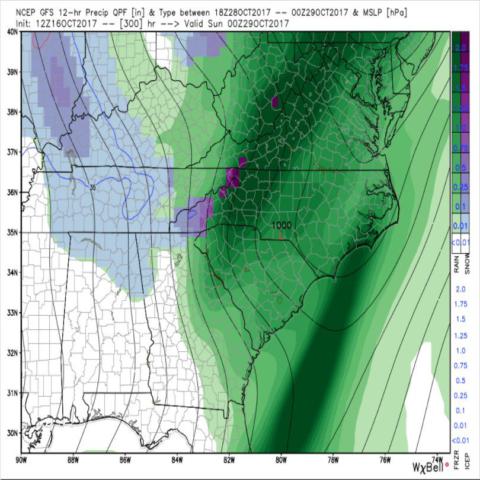 NCEP GFS 12-hr Precip QPF [in] & Type between 18Z28OCT2017 -- 00Z29OCT2017 & MSLP [hPa]
Init: 12Z16OCT2017 -- [300] hr --> Valid Sun 00Z29OCT2017
40N
39N
38N
37N
36N
35N
34N
33N
32N
31N
30N
90W
88W
86W
84W
82W
80W
78W
76W
74W
1000
35
2.0
0.25
0.1
0.01
<0.01
RAIN
SNOW
2.0
1.75
1.5
1.25
1.0
0.75
0.5
0.25
0.1
0.01
<0.01
FRZR
ICEP
WxBell